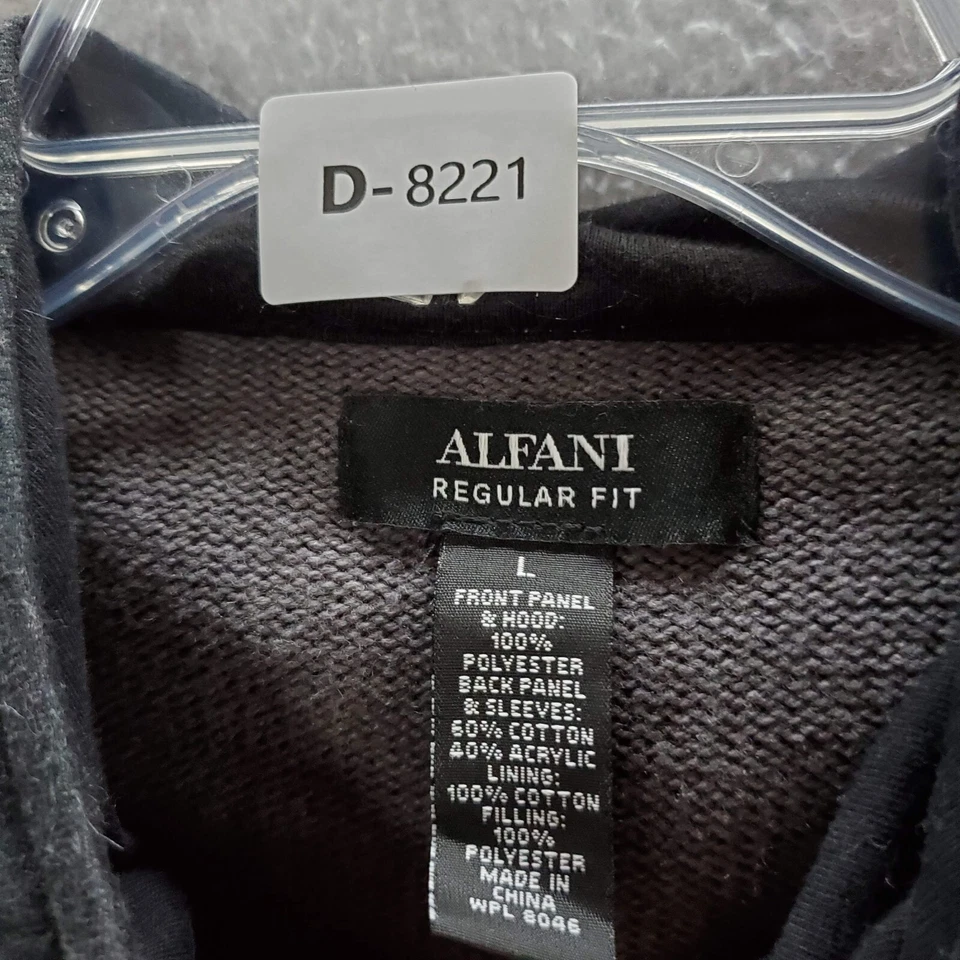 D-8221
ALFANI
REGULAR FIT
L
FRONT PANEL
& HOOD:
100%
POLYESTER
BACK PANEL
& SLEEVES:
60% COTTON
40% ACRYLIC
LINING:
100% COTTON
FILLING:
100%
POLYESTER
MADE IN
CHINA
WPL 8046